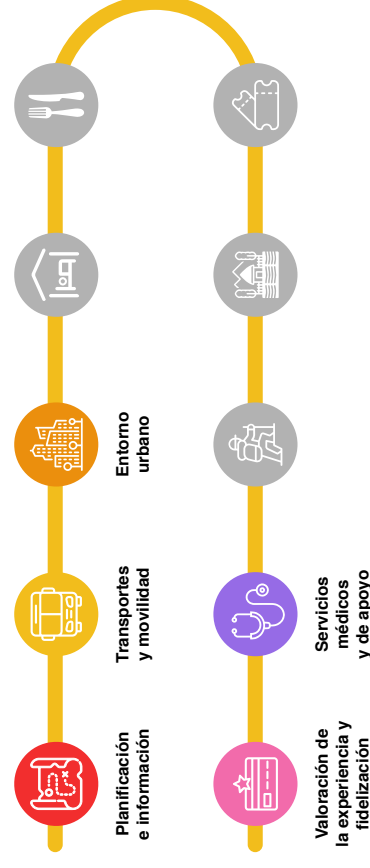 Planificación
e información
Transportes
y movilidad
Entorno
urbano
Valoración de
la experiencia y
fidelización
Servicios
médicos
y de apoyo